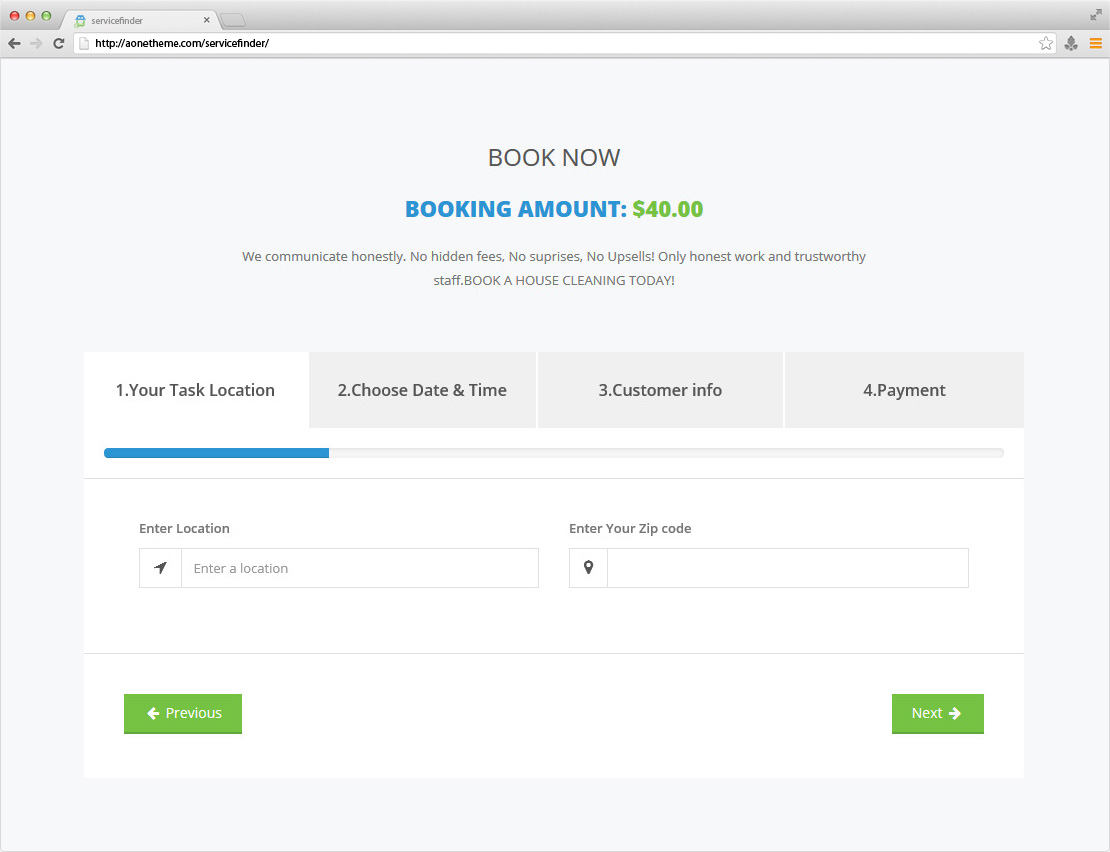 servicefinder
http://aonetheme.com/servicefinder/
BOOK NOW
BOOKING AMOUNT: $40.00
We communicate honestly. No hidden fees, No suprises, No Upsells! Only honest work and trustworthy
staff.BOOK A HOUSE CLEANING TODAY!
1.Your Task Location
2.Choose Date & Time
3.Customer info
4.Payment
Enter Location
Enter Your Zip code
Enter a location
Previous
Next